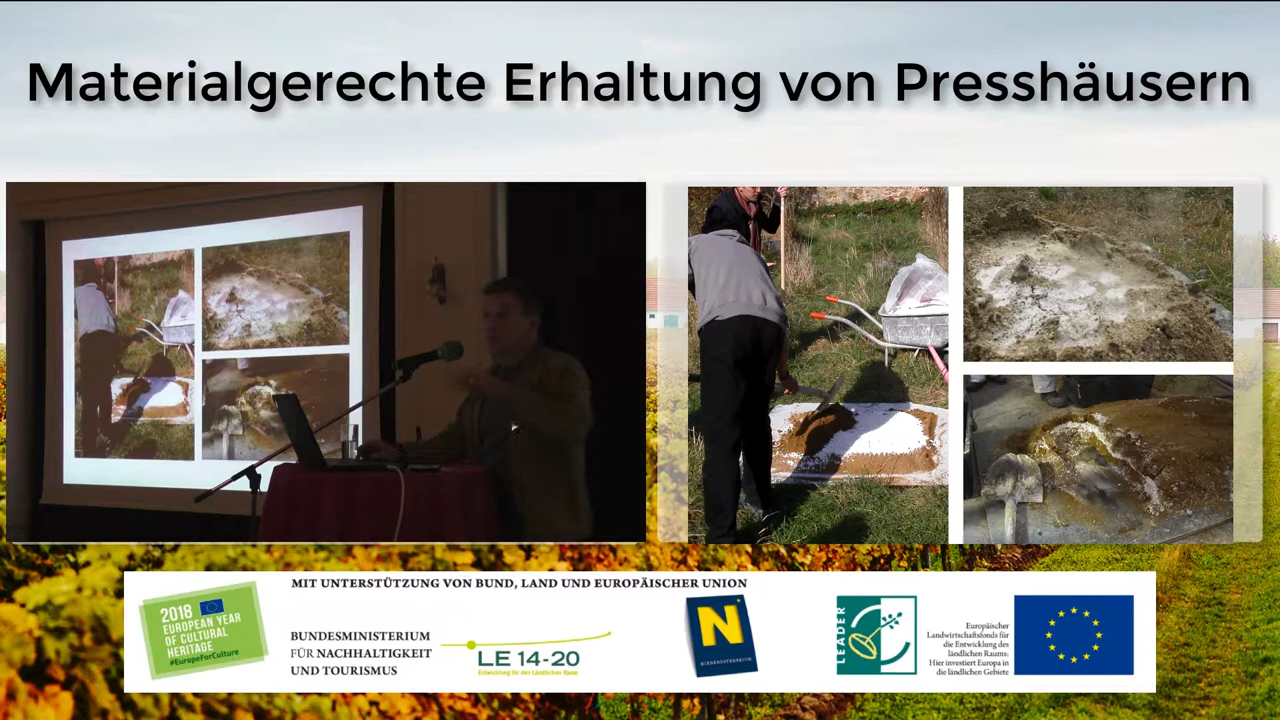 Materialgerechte Erhaltung von Presshäusern
MIT UNTERSTÜTZUNG VON BUND, LAND UND EUROPÄISCHER UNION
2018
EUROPEAN YEAR
OF CULTURAL
HERITAGE
#EuropeForCulture
BUNDESMINISTERIUM
FÜR NACHHALTIGKEIT
UND TOURISMUS
LE 14-20
Entwicklung für den Ländlichen Raum
N
NIEDERÖSTERREICH
LEADER
Europäischer
Landwirtschaftsfonds für
die Entwicklung des
ländlichen Raums:
Hier investiert Europa in
die ländlichen Gebiete